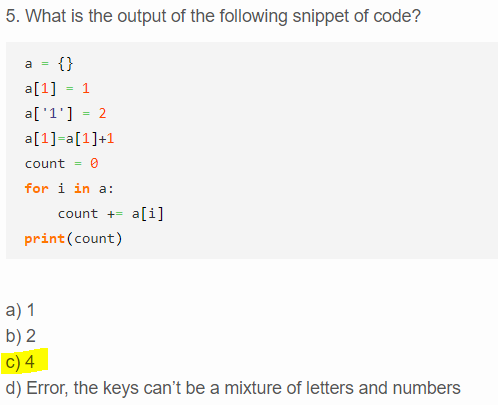 5. What is the output of the following snippet of code?
a = {}
a[1] = 1
a['1'] = 2
a[1]=a[1]+1
count = 0
for i in a:
    count += a[i]
print(count)
a) 1
b) 2
c) 4
d) Error, the keys can’t be a mixture of letters and numbers